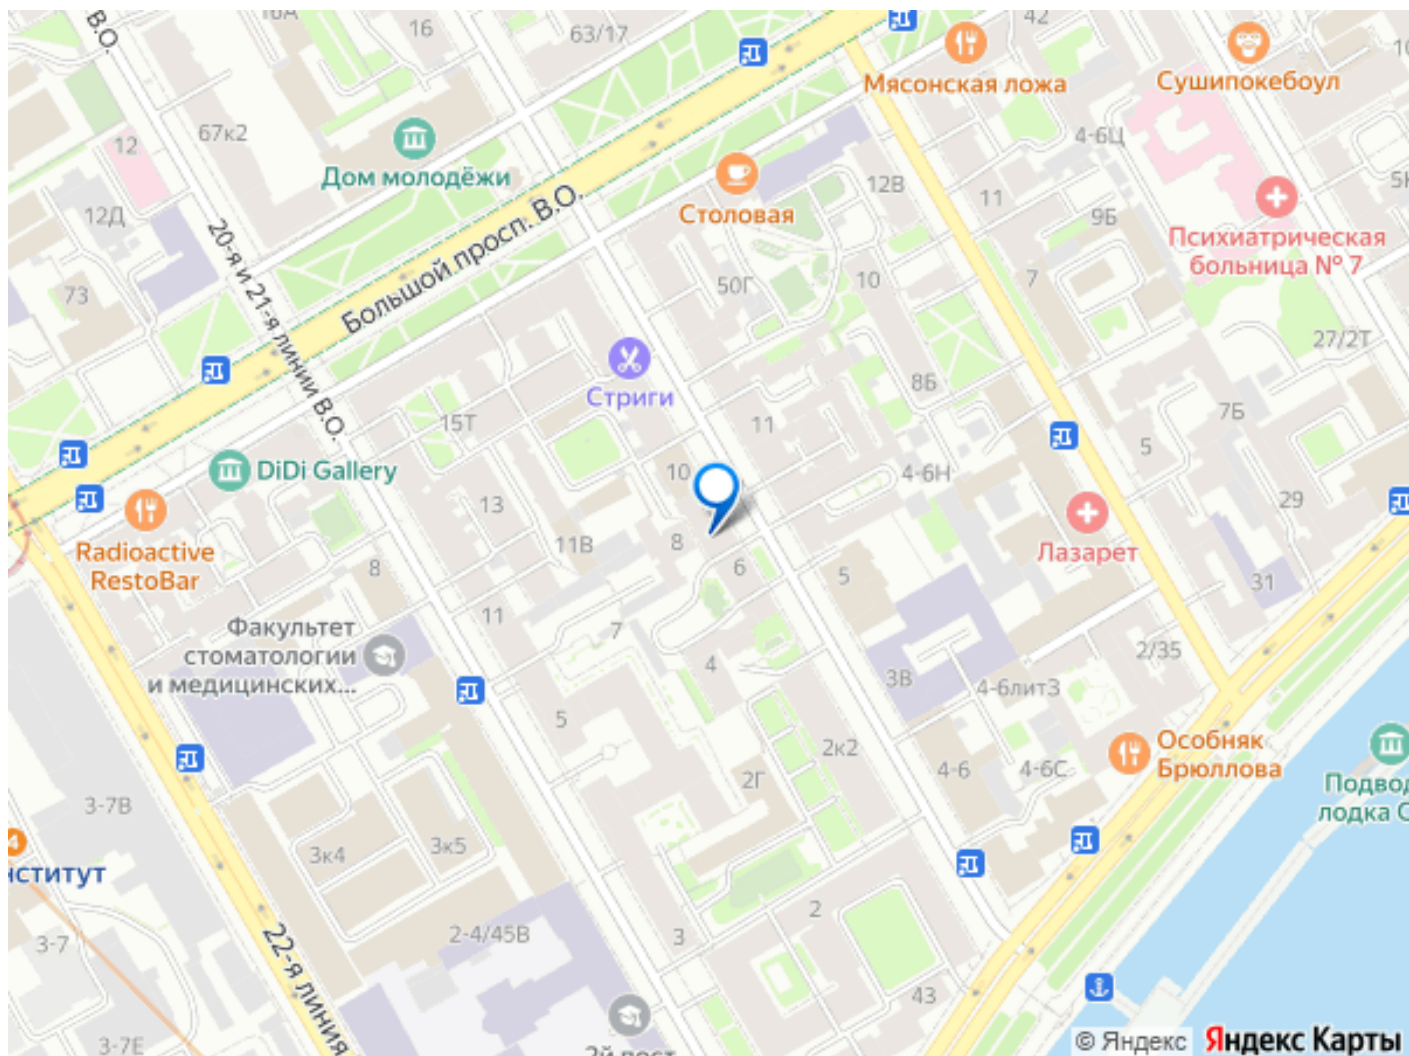 В.О.
16А
16
63/17
42
Мясонская ложа
Сушипокебоул
10
67к2
12
Дом молодёжи
4-6Ц
12Д
Столовая
12В
11
5К
9Б
Психиатрическая
больница № 7
20-я и 21-я линии В.О.
Большой просп. В.О.
73
50Г
10
7
27/2Т
Стриги
8Б
15Т
11
7Б
5
DiDi Gallery
10
4-6Н
13
29
Radioactive
RestoBar
11В
8
6
Лазарет
8
5
31
11
Факультет
стоматологии
и медицинских...
7
4
2/35
3В
4-6литЗ
5
2к2
Особняк
Брюллова
2Г
4-6
4-6С
Подвод
лодка С
3-7В
3к4
3к5
нститут
2
3-7
2-4/45В
3
22-я линия
43
3-7Е
2й пост
© Яндекс
Яндекс Карты